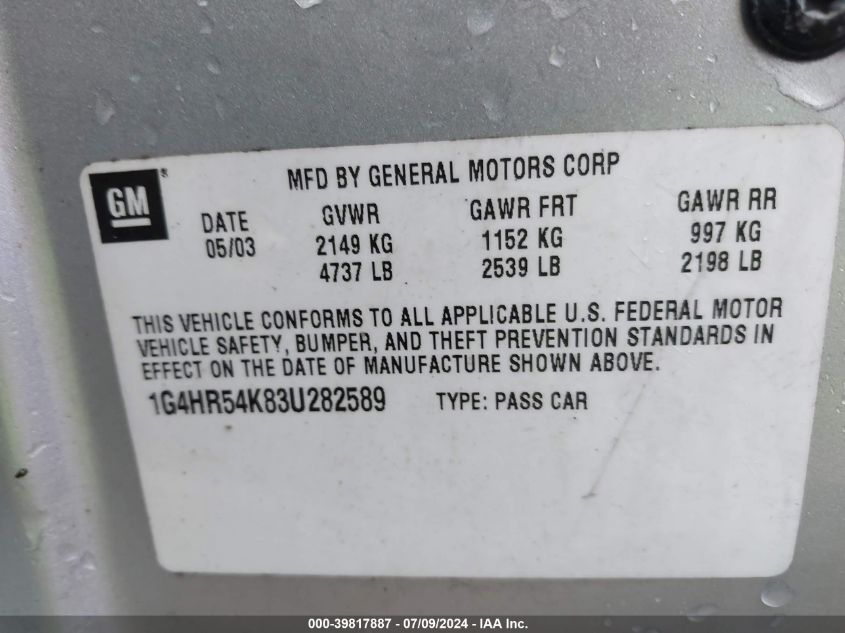 GM®
MFD BY GENERAL MOTORS CORP
DATE GVWR GAWR FRT GAWR RR
05/03 2149 KG 1152 KG 997 KG
4737 LB 2539 LB 2198 LB
THIS VEHICLE CONFORMS TO ALL APPLICABLE U.S. FEDERAL MOTOR
VEHICLE SAFETY, BUMPER, AND THEFT PREVENTION STANDARDS IN
EFFECT ON THE DATE OF MANUFACTURE SHOWN ABOVE.
1G4HR54K83U282589 TYPE: PASS CAR
000-39817887 - 07/09/2024 - IAA Inc.